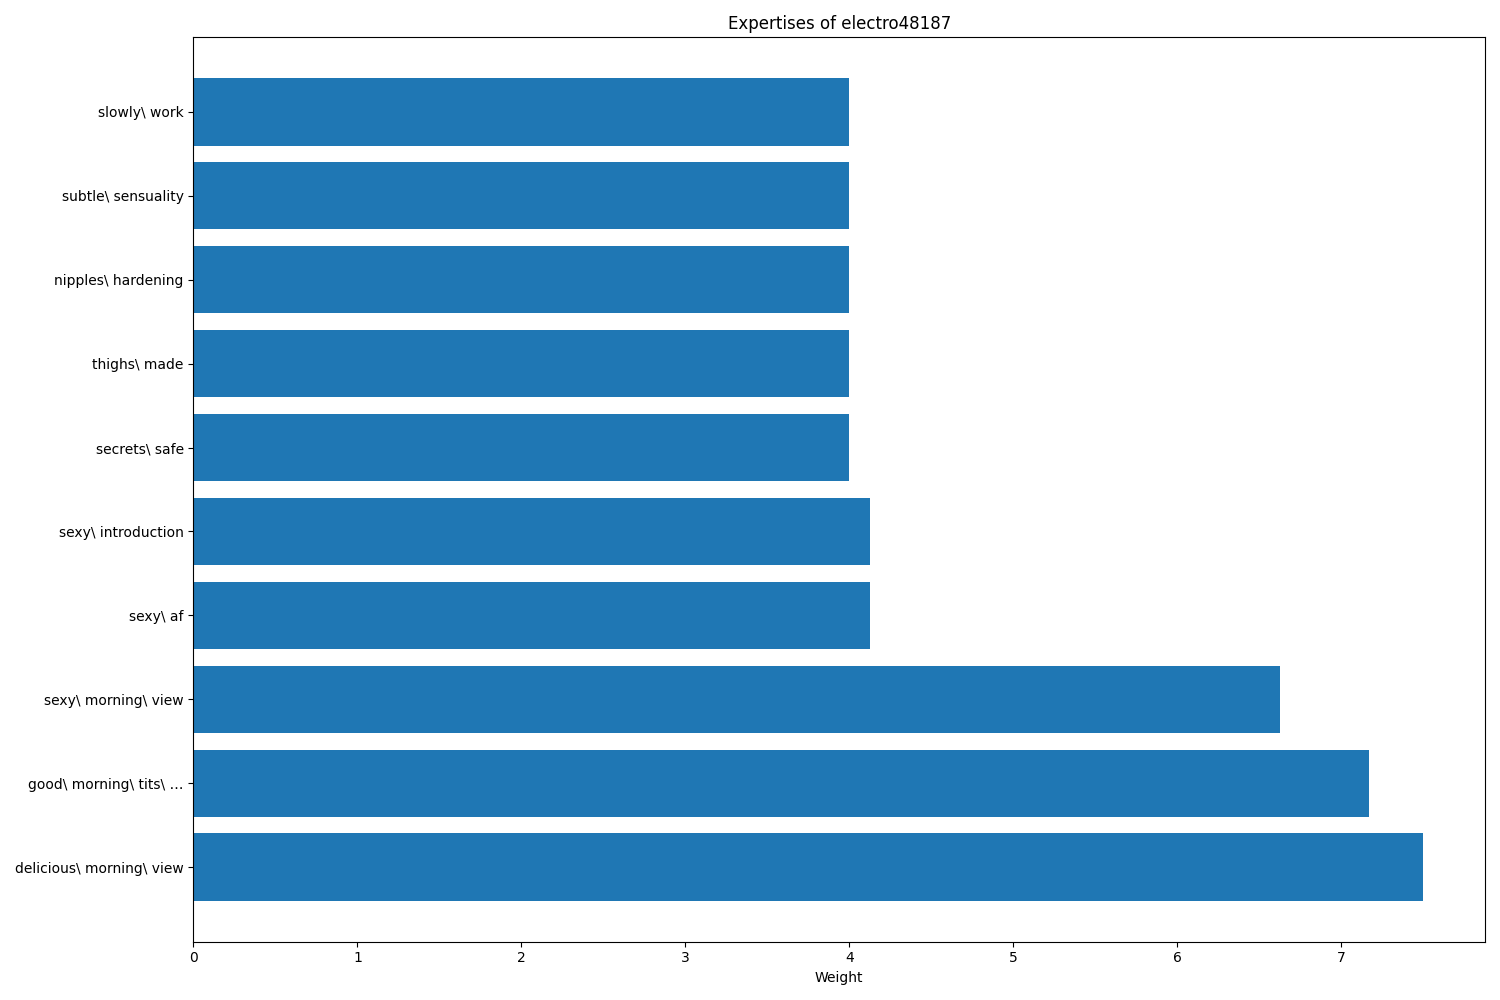 Expertises of electro48187
slowly\ work
subtle\ sensuality
nipples\ hardening
thighs\ made
secrets\ safe
sexy\ introduction
sexy\ af
sexy\ morning\ view
good\ morning\ tits\ ...
delicious\ morning\ view
0 1 2 3 4 5 6 7
Weight